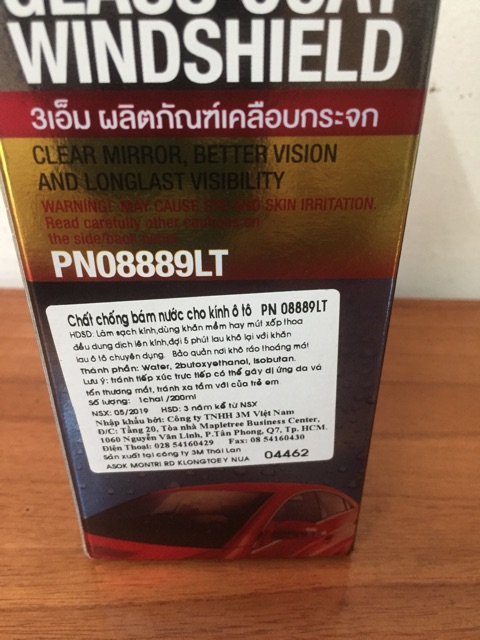 GLASS COAT
WINDSHIELD
3เอ็ม ผลิตภัณฑ์เคลือบกระจก
CLEAR MIRROR, BETTER VISION
AND LONGLAST VISIBILITY
WARNING: MAY CAUSE EYE AND SKIN IRRITATION.
Read carefully other cautions on
the side/back panel.
PN08889LT
Chất chống bám nước cho kính ô tô PN 08889LT
HDSD: Làm sạch kính,dùng khăn mềm hay mút xốp thoa
đều dung dịch lên kính,đợi 5 phút lau khô lại với khăn
lau ô tô chuyên dụng. Bảo quản nơi khô ráo thoáng mát
Thành phần: Water, 2butoxyethanol, Isobutan.
Lưu ý: tránh tiếp xúc trực tiếp có thể gây dị ứng da và
tổn thương mắt, tránh xa tầm với của trẻ em
Số lượng: 1chai /200ml
NSX: 05/2019 HSD: 3 năm kể từ NSX
Nhập khẩu bởi: Công ty TNHH 3M Việt Nam
Đ/C: Tầng 20, Tòa nhà Mapletree Business Center,
1060 Nguyễn Văn Linh, P.Tân Phong, Q7, Tp. HCM.
Điện Thoại: 028 54160429 Fax: 08 54160430
Sản xuất tại công ty 3M Thái Lan
ASOK MONTRI RD KLONGTOEY NUA 04462